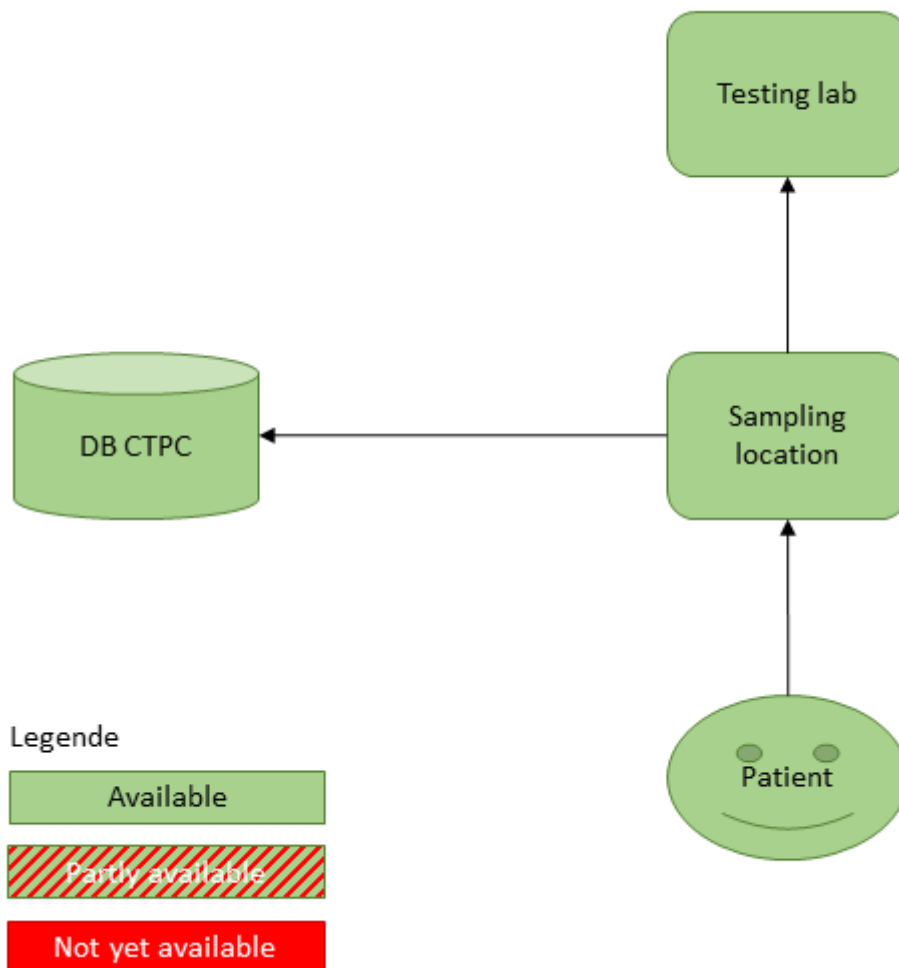 Testing lab
Sampling
location
DB CTPC
Patient
Legende
Available
Partly available
Not yet available